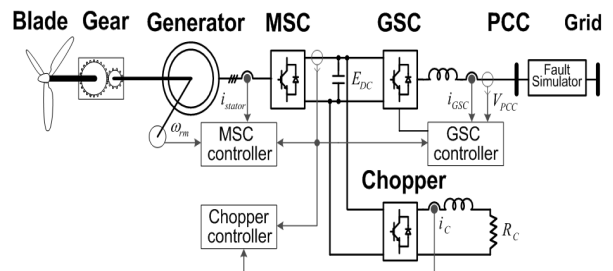 Blade Gear Generator MSC GSC PCC Grid
E_DC
Fault
Simulator
i_stator
i_GSC
V_PCC
ω_rm
MSC
controller
GSC
controller
Chopper
Chopper
controller
i_C
R_C